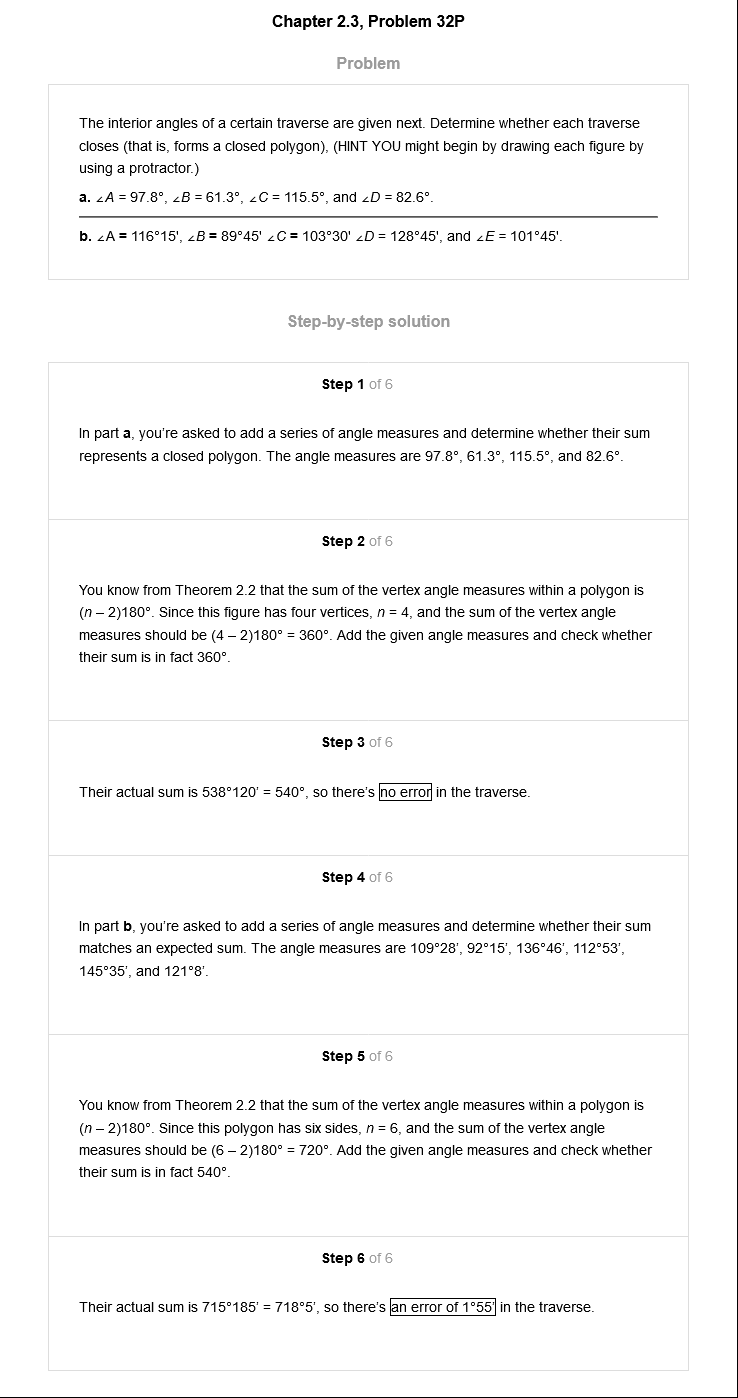 Chapter 2.3, Problem 32P
Problem
The interior angles of a certain traverse are given next. Determine whether each traverse
closes (that is, forms a closed polygon), (HINT YOU might begin by drawing each figure by
using a protractor.)
a. ∠A = 97.8°, ∠B = 61.3°, ∠C = 115.5°, and ∠D = 82.6°.
b. ∠A = 116°15', ∠B = 89°45' ∠C = 103°30' ∠D = 128°45', and ∠E = 101°45'.
Step-by-step solution
Step 1 of 6
In part a, you’re asked to add a series of angle measures and determine whether their sum
represents a closed polygon. The angle measures are 97.8°, 61.3°, 115.5°, and 82.6°.
Step 2 of 6
You know from Theorem 2.2 that the sum of the vertex angle measures within a polygon is
(n – 2)180°. Since this figure has four vertices, n = 4, and the sum of the vertex angle
measures should be (4 – 2)180° = 360°. Add the given angle measures and check whether
their sum is in fact 360°.
Step 3 of 6
Their actual sum is 538°120’ = 540°, so there’s no error in the traverse.
Step 4 of 6
In part b, you’re asked to add a series of angle measures and determine whether their sum
matches an expected sum. The angle measures are 109°28’, 92°15’, 136°46’, 112°53’,
145°35’, and 121°8’.
Step 5 of 6
You know from Theorem 2.2 that the sum of the vertex angle measures within a polygon is
(n – 2)180°. Since this polygon has six sides, n = 6, and the sum of the vertex angle
measures should be (6 – 2)180° = 720°. Add the given angle measures and check whether
their sum is in fact 540°.
Step 6 of 6
Their actual sum is 715°185’ = 718°5’, so there’s an error of 1°55’ in the traverse.